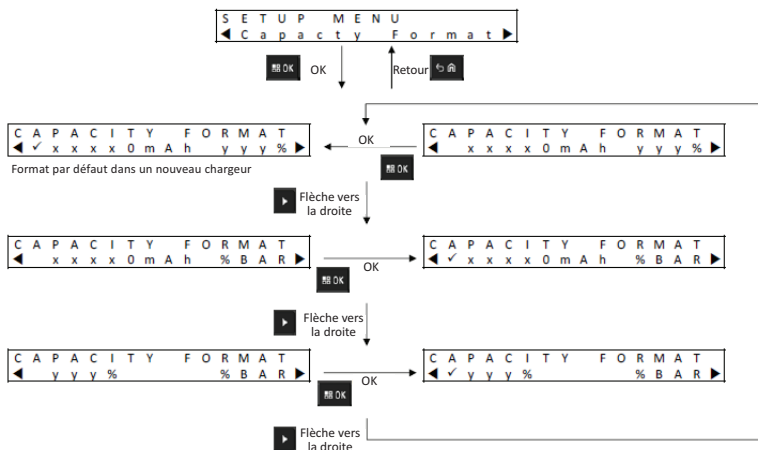 SETUP MENU
◀Capacty Format▶
OK OK Retour
CAPACITY FORMAT
◀✓xxxx0mAh yyy%▶
OK
OK
CAPACITY FORMAT
◀ xxxx0mAh yyy%▶
Format par défaut dans un nouveau chargeur
Flèche vers
la droite
CAPACITY FORMAT
◀ xxxx0mAh %BAR▶
OK
OK
CAPACITY FORMAT
◀✓xxxx0mAh %BAR▶
Flèche vers
la droite
CAPACITY FORMAT
◀ yyy% %BAR▶
OK
OK
CAPACITY FORMAT
◀✓yyy% %BAR▶
Flèche vers
la droite